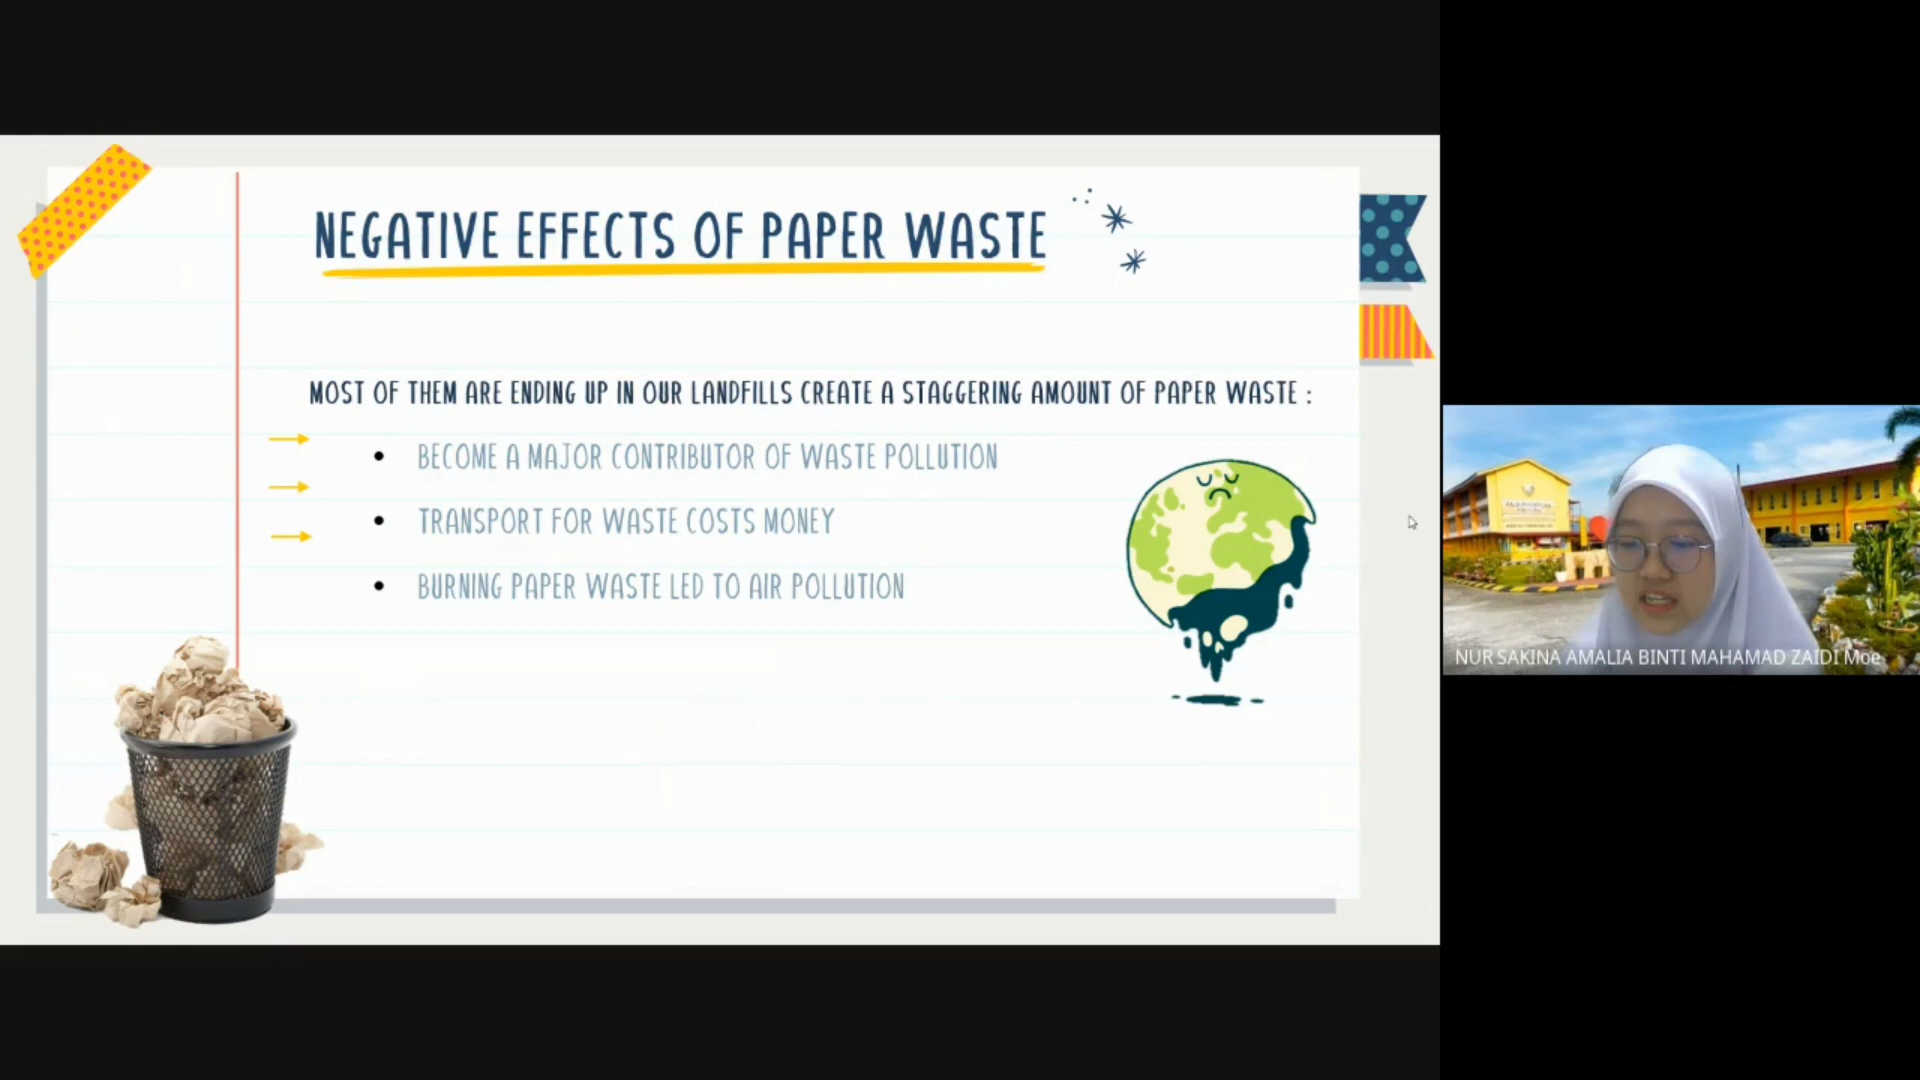 NEGATIVE EFFECTS OF PAPER WASTE
MOST OF THEM ARE ENDING UP IN OUR LANDFILLS CREATE A STAGGERING AMOUNT OF PAPER WASTE :
• BECOME A MAJOR CONTRIBUTOR OF WASTE POLLUTION
• TRANSPORT FOR WASTE COSTS MONEY
• BURNING PAPER WASTE LED TO AIR POLLUTION
NUR SAKINA AMALIA BINTI MAHAMAD ZAIDI Moe